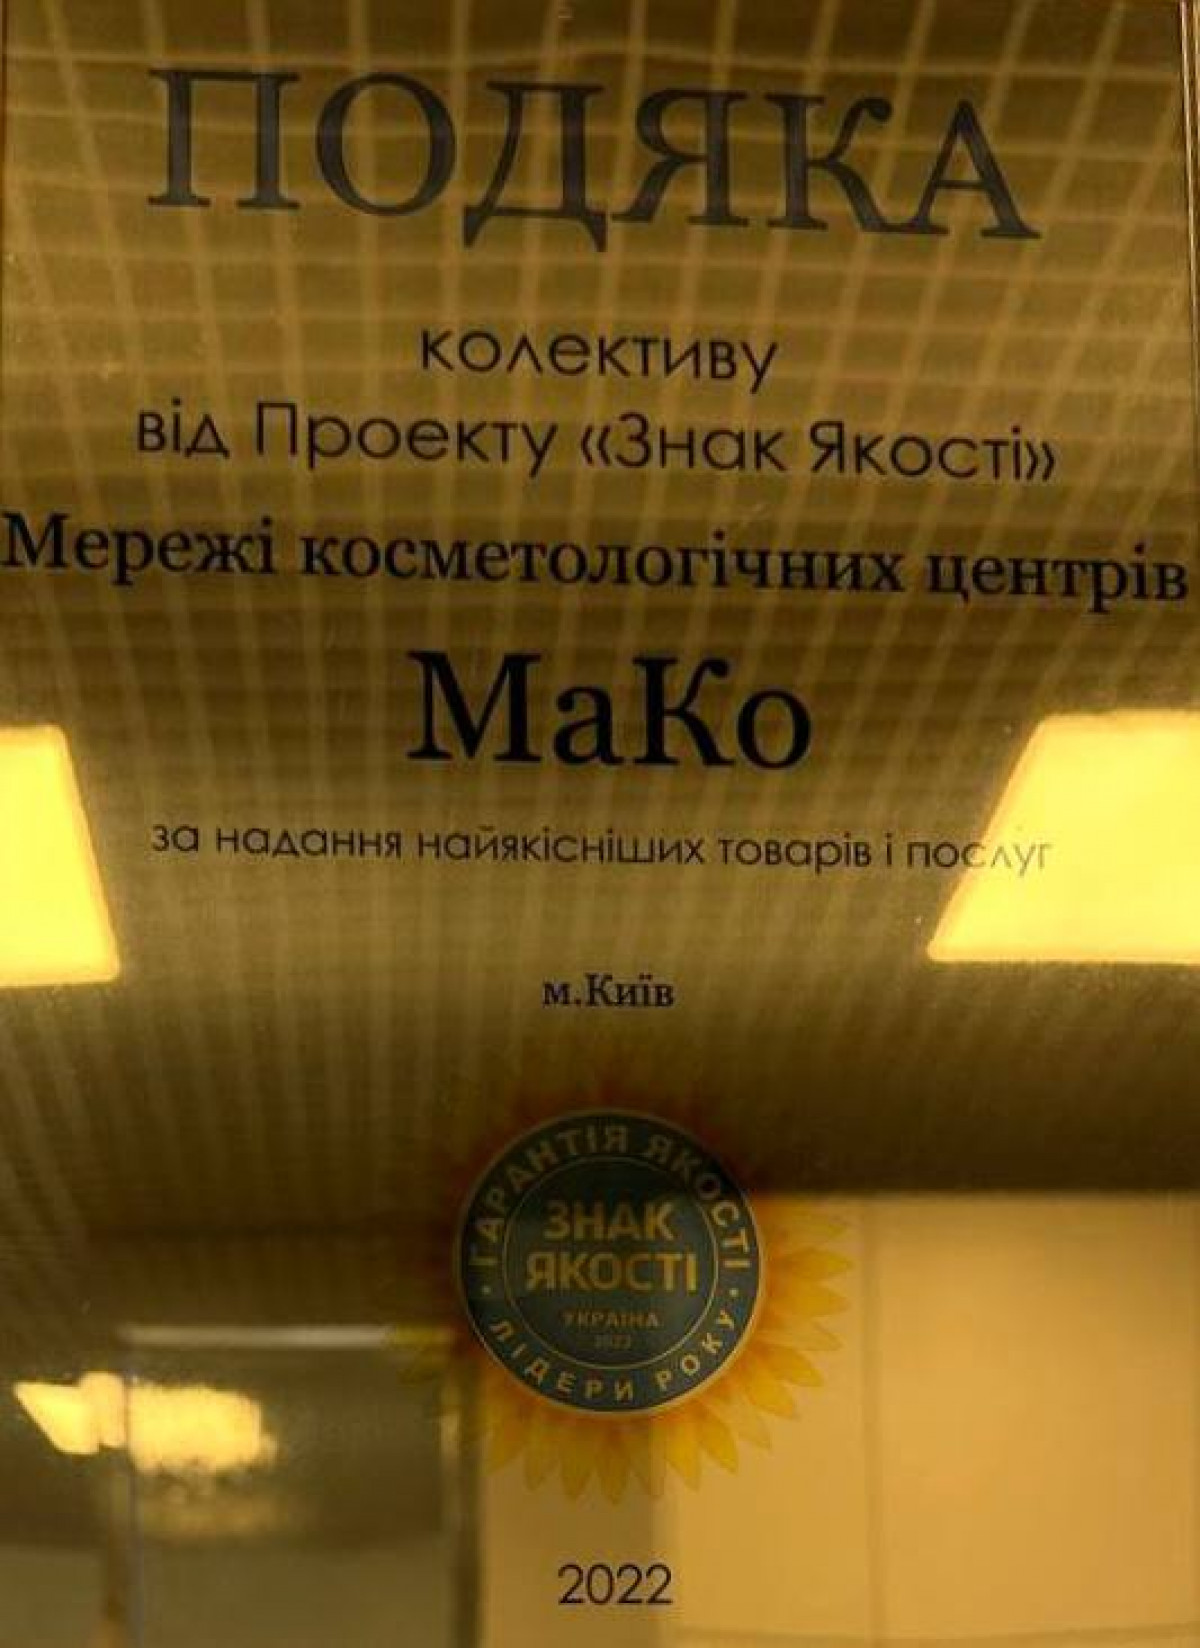 ПОДЯКА
колективу
від Проекту «Знак Якості»
Мережі косметологічних центрів
МаКо
за надання найякісніших товарів і послуг
м.Київ
ГАРАНТІЯ ЯКОСТІ
ЗНАК
ЯКОСТІ
УКРАЇНА
ЛІДЕРИ РОКУ
2022